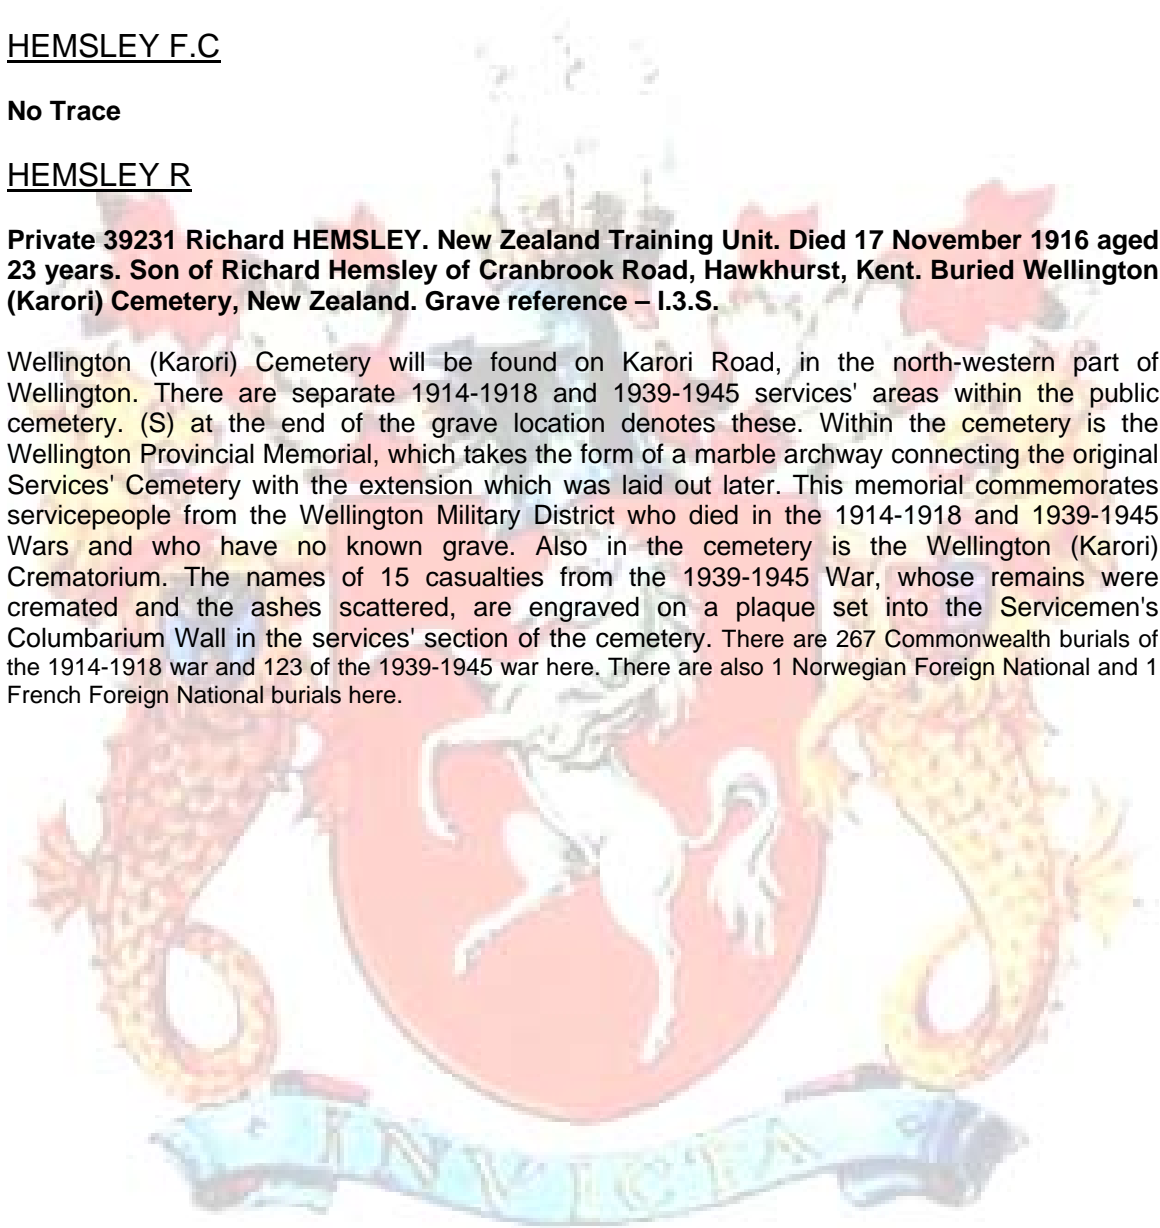 HEMSLEY F.C
No Trace
HEMSLEY R
Private 39231 Richard HEMSLEY. New Zealand Training Unit. Died 17 November 1916 aged
23 years. Son of Richard Hemsley of Cranbrook Road, Hawkhurst, Kent. Buried Wellington
(Karori) Cemetery, New Zealand. Grave reference – I.3.S.
Wellington (Karori) Cemetery will be found on Karori Road, in the north-western part of
Wellington. There are separate 1914-1918 and 1939-1945 services' areas within the public
cemetery. (S) at the end of the grave location denotes these. Within the cemetery is the
Wellington Provincial Memorial, which takes the form of a marble archway connecting the original
Services' Cemetery with the extension which was laid out later. This memorial commemorates
servicepeople from the Wellington Military District who died in the 1914-1918 and 1939-1945
Wars and who have no known grave. Also in the cemetery is the Wellington (Karori)
Crematorium. The names of 15 casualties from the 1939-1945 War, whose remains were
cremated and the ashes scattered, are engraved on a plaque set into the Servicemen's
Columbarium Wall in the services' section of the cemetery. There are 267 Commonwealth burials of
the 1914-1918 war and 123 of the 1939-1945 war here. There are also 1 Norwegian Foreign National and 1
French Foreign National burials here.
INVICTA